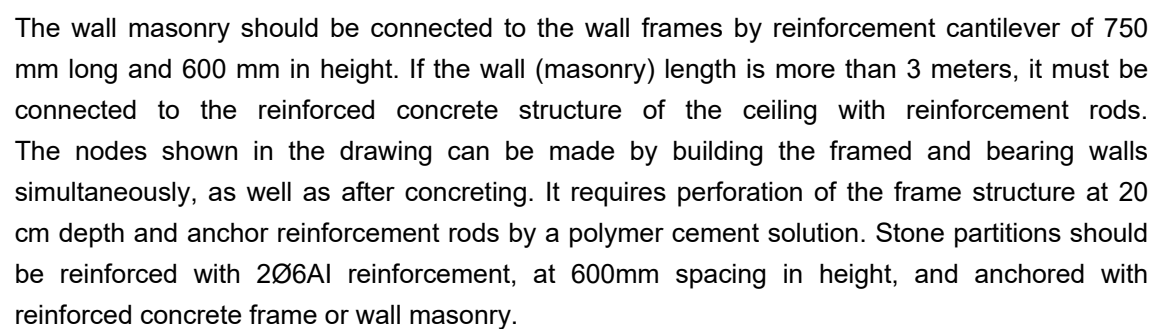 The wall masonry should be connected to the wall frames by reinforcement cantilever of 750
mm long and 600 mm in height. If the wall (masonry) length is more than 3 meters, it must be
connected to the reinforced concrete structure of the ceiling with reinforcement rods.
The nodes shown in the drawing can be made by building the framed and bearing walls
simultaneously, as well as after concreting. It requires perforation of the frame structure at 20
cm depth and anchor reinforcement rods by a polymer cement solution. Stone partitions should
be reinforced with 2Ø6AI reinforcement, at 600mm spacing in height, and anchored with
reinforced concrete frame or wall masonry.